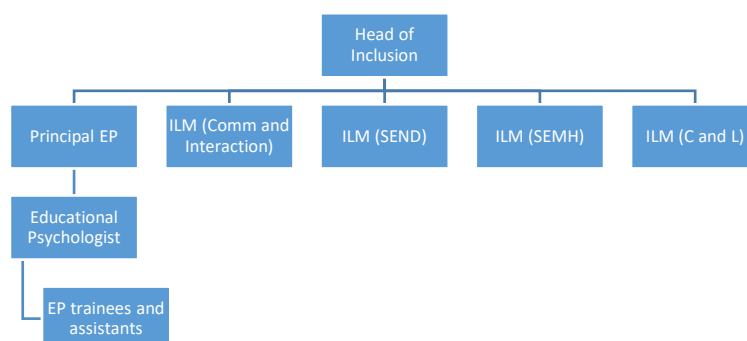 Head of
Inclusion
Principal EP
ILM (Comm and
Interaction)
ILM (SEND)
ILM (SEMH)
ILM (C and L)
Educational
Psychologist
EP trainees and
assistants